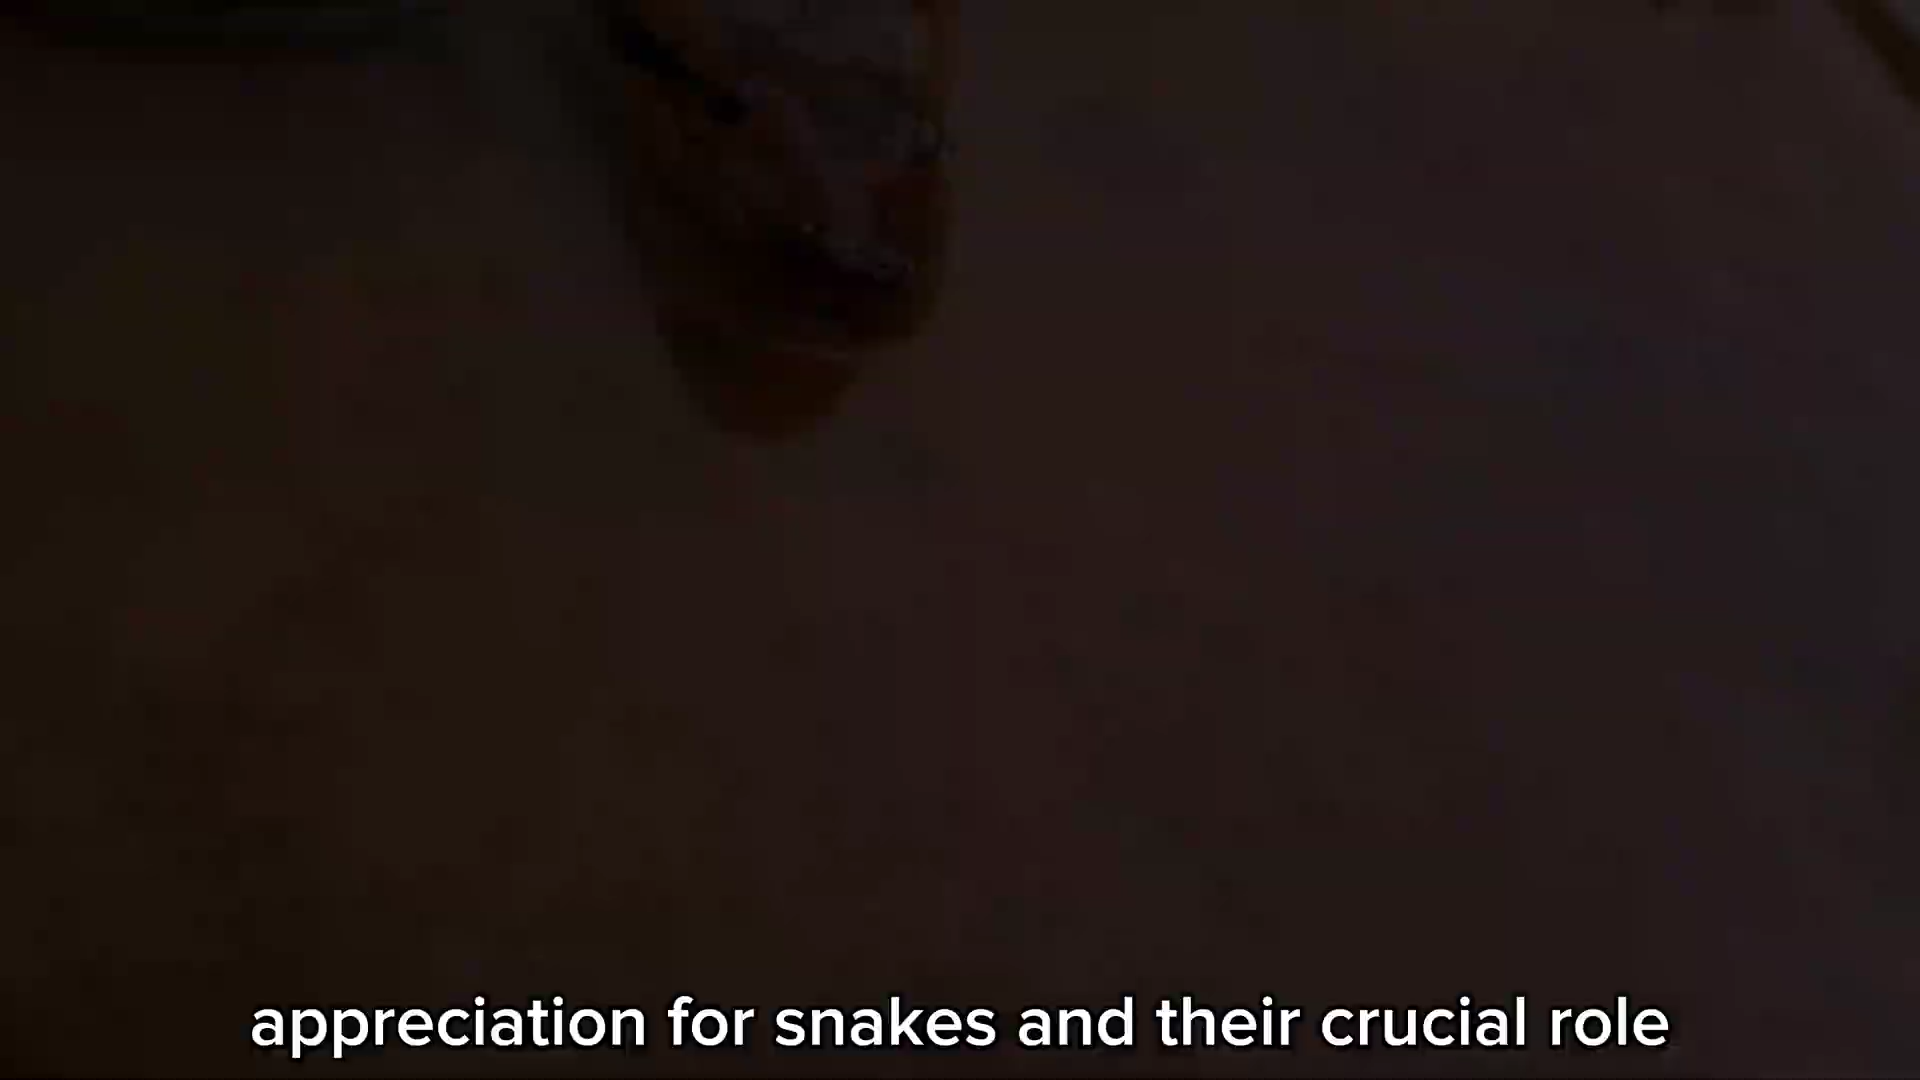 appreciation for snakes and their crucial role